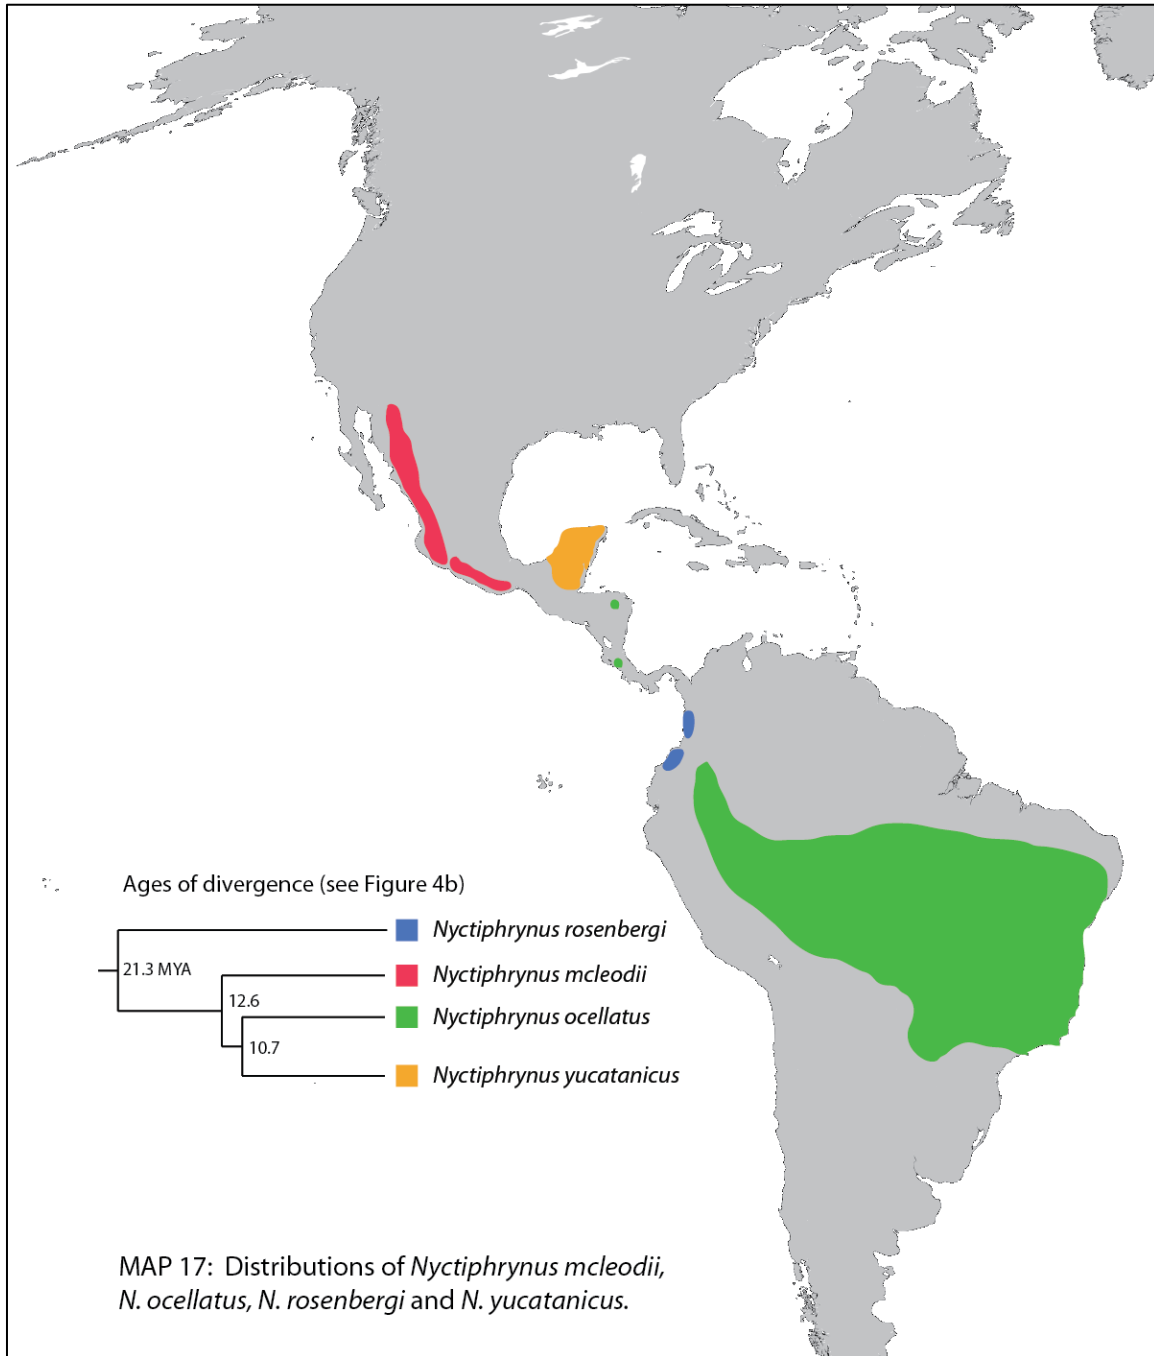 Ages of divergence (see Figure 4b)
Nyctiphrynus rosenbergi
21.3 MYA
Nyctiphrynus mcleodii
12.6
Nyctiphrynus ocellatus
10.7
Nyctiphrynus yucatanicus
MAP 17: Distributions of Nyctiphrynus mcleodii,
N. ocellatus, N. rosenbergi and N. yucatanicus.